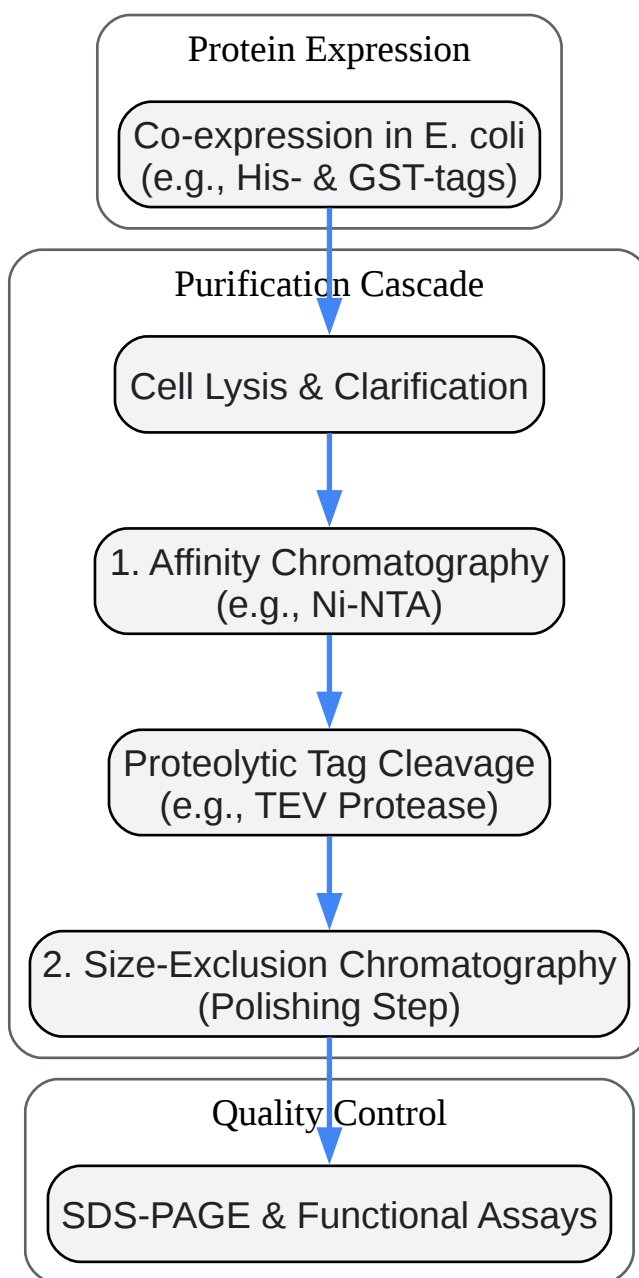 Protein Expression
Co-expression in E. coli
(e.g., His- & GST-tags)
Purification Cascade
Cell Lysis & Clarification
1. Affinity Chromatography
(e.g., Ni-NTA)
Proteolytic Tag Cleavage
(e.g., TEV Protease)
2. Size-Exclusion Chromatography
(Polishing Step)
Quality Control
SDS-PAGE & Functional Assays